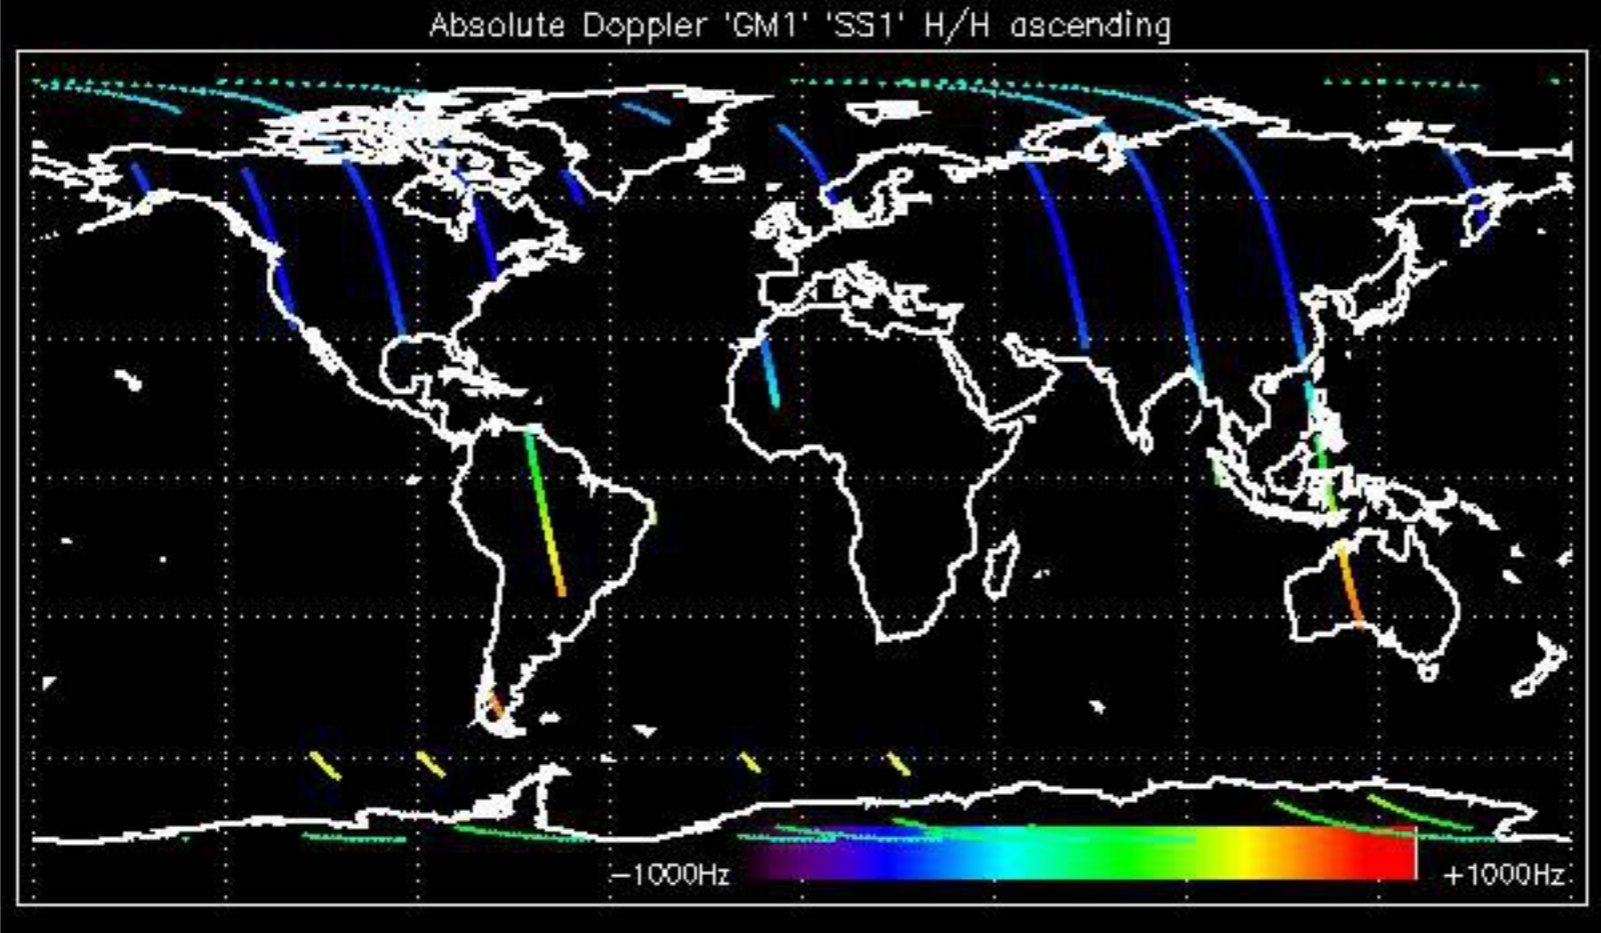 Absolute Doppler 'GM1' 'SS1' H/H ascending
−1000Hz +1000Hz